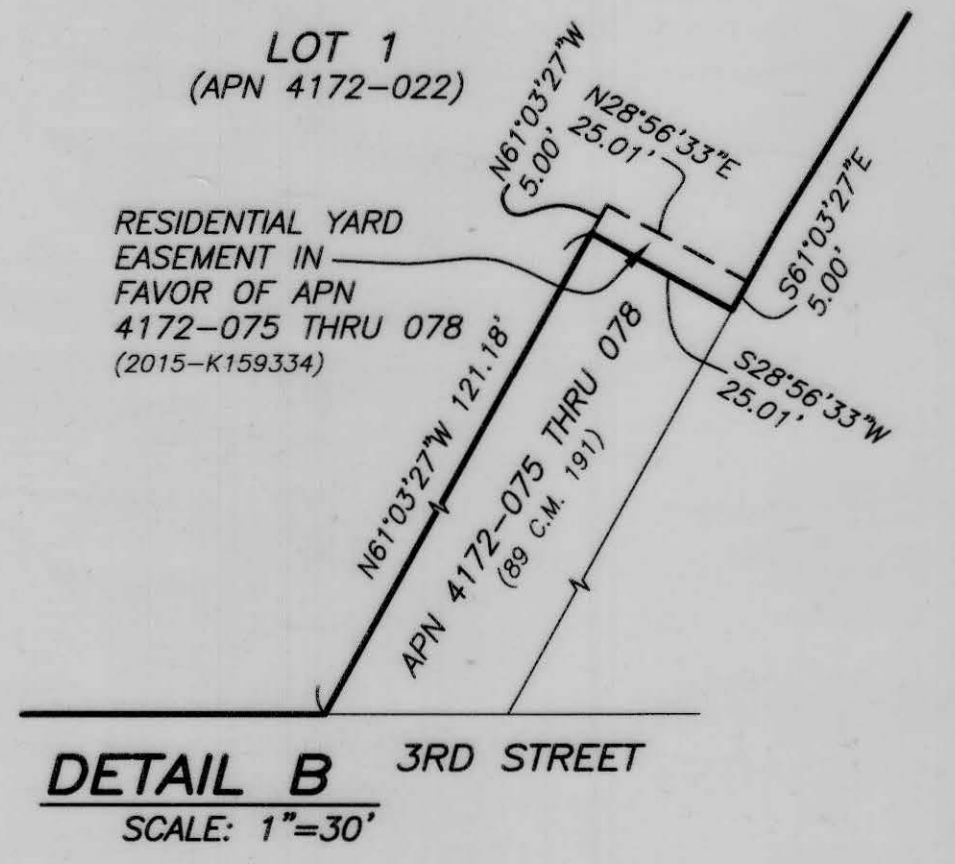 LOT 1
(APN 4172-022)
N61°03'27"W
5.00'
N28°56'33"E
25.01'
S61°03'27"E
5.00'
RESIDENTIAL YARD
EASEMENT IN
FAVOR OF APN
4172-075 THRU 078
(2015-K159334)
S28°56'33"W
25.01'
N61°03'27"W 121.18'
APN 4172-075 THRU 078
(89 C.M. 191)
3RD STREET
DETAIL B
SCALE: 1"=30'